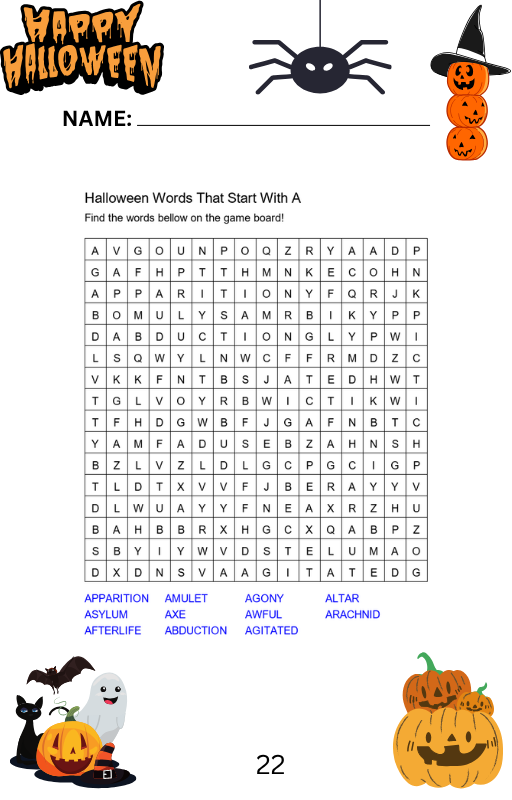 HAPPY
HALLOWEEN
NAME:
Halloween Words That Start With A
Find the words bellow on the game board!
A V G O U N P O Q Z R Y A A D P
G A F H P T T H M N K E C O H N
A P P A R I T I O N Y F Q R J K
B O M U L Y S A M R B I K Y P P
D A B D U C T I O N G L Y P W I
L S Q W Y L N W C F F R M D Z C
V K K F N T B S J A T E D H W T
T G L V O Y R B W I C T I K W I
T F H D G W B F J G A F N B T C
Y A M F A D U S E B Z A H N S H
B Z L V Z L D L G C P G C I G P
T L D T X V V F J B E R A Y Y V
D L W U A Y Y F N E A X R Z H U
B A H B B R X H G C X Q A B P Z
S B Y I Y W V D S T E L U M A O
D X D N S V A A G I T A T E D G
APPARITION AMULET AGONY ALTAR
ASYLUM AXE AWFUL ARACHNID
AFTERLIFE ABDUCTION AGITATED
22